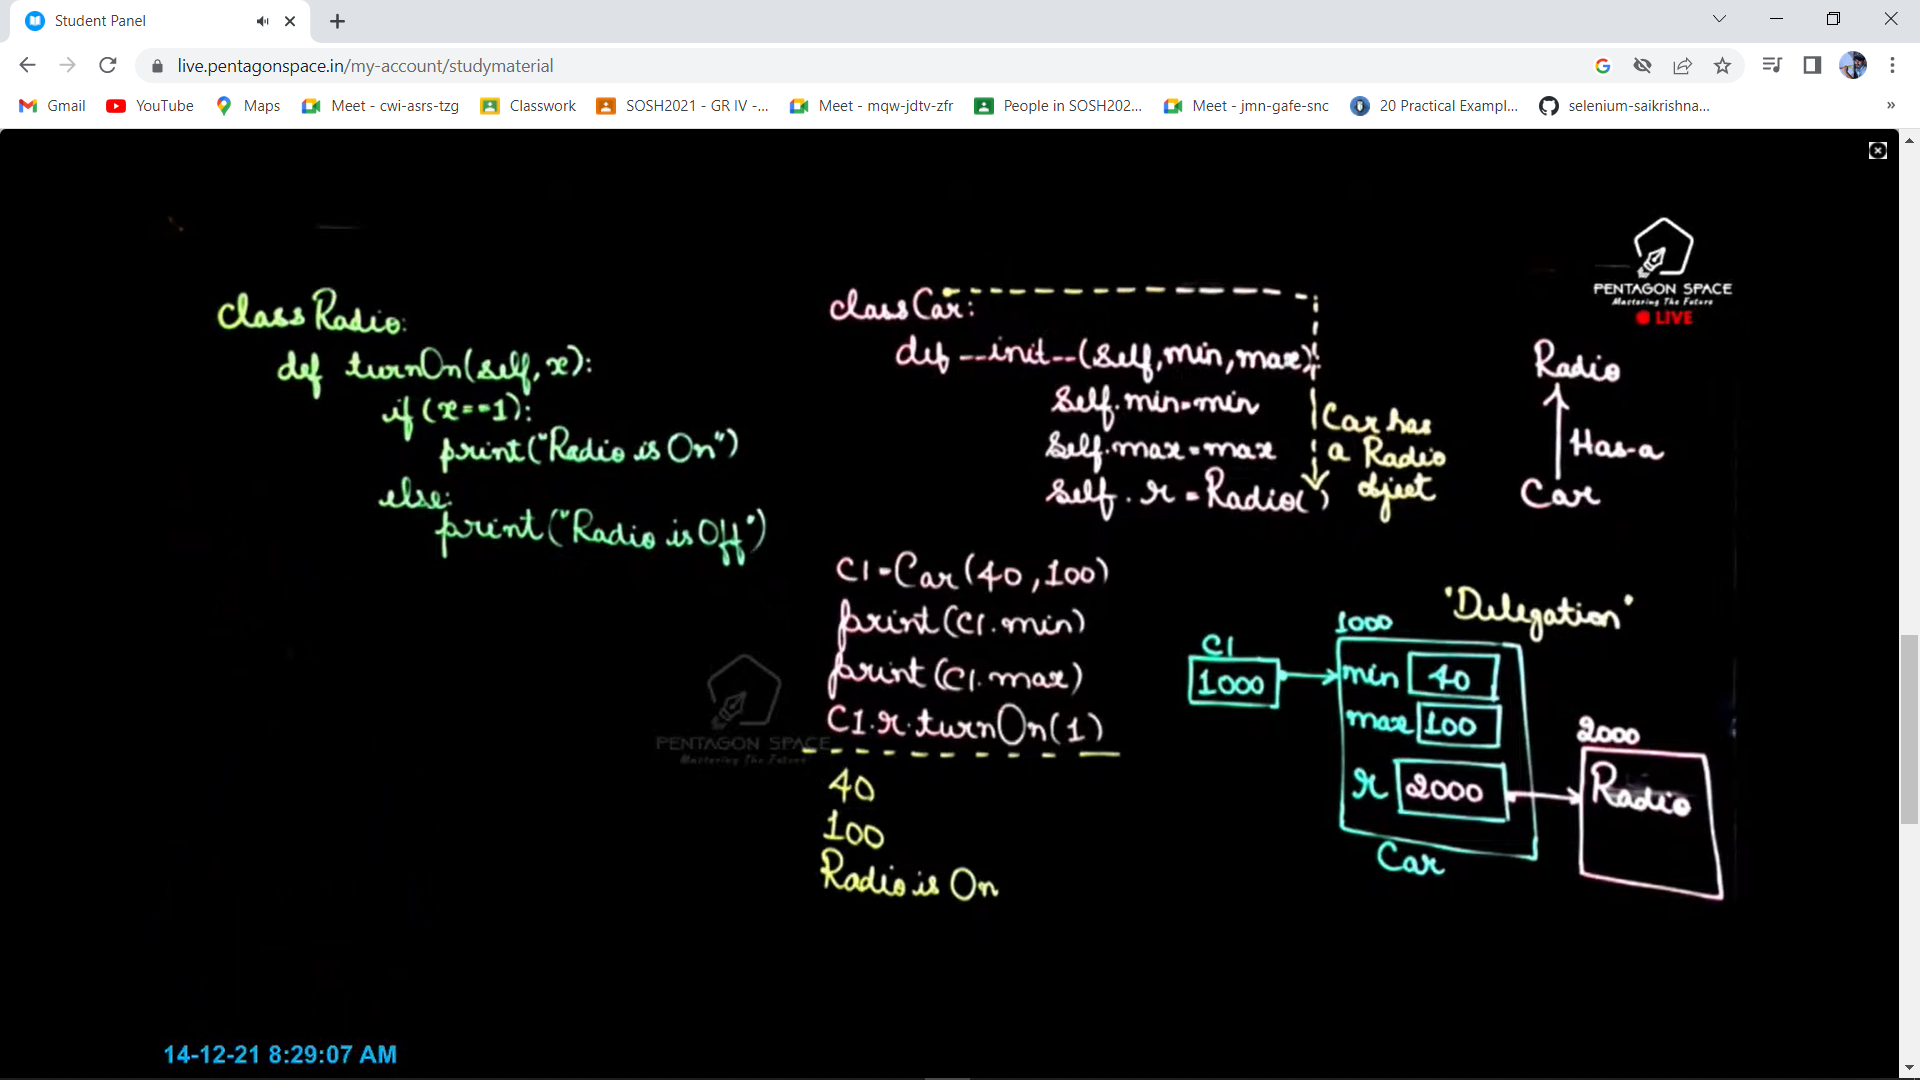 Student Panel
live.pentagonspace.in/my-account/studymaterial
Gmail YouTube Maps Meet - cwi-asrs-tzg Classwork SOSH2021 - GR IV -... Meet - mqw-jdtv-zfr People in SOSH202... Meet - jmn-gafe-snc 20 Practical Exampl... selenium-saikrishna... »
PENTAGON SPACE
Mastering The Future
LIVE
class Radio:
def turnOn(self, x):
if (x==1):
print("Radio is On")
else:
print("Radio is Off")
class Car:
def __init__(self, min, max):
self.min=min
self.max=max
self.r=Radio()
Car has
a Radio
object
C1=Car(40,100)
print(C1.min)
print(C1.max)
C1.r.turnOn(1)
40
100
Radio is On
Radio
Has-a
Car
"Delegation"
C1
1000
1000
min 40
max 100
r 2000
Car
2000
Radio
PENTAGON SPACE
Mastering The Future
14-12-21 8:29:07 AM